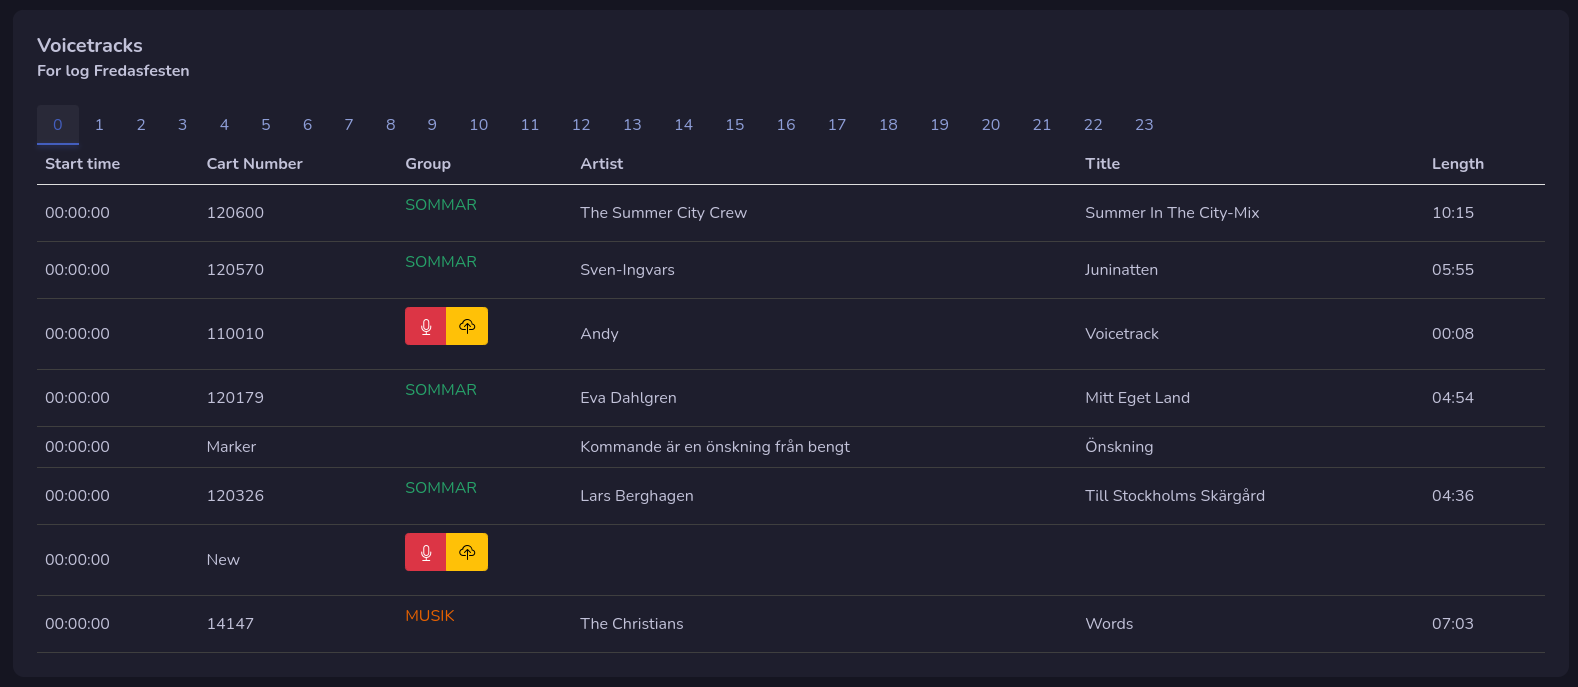 Voicetracks
For log Fredasfesten
0 1 2 3 4 5 6 7 8 9 10 11 12 13 14 15 16 17 18 19 20 21 22 23
Start time Cart Number Group Artist Title Length
00:00:00 120600 SOMMAR The Summer City Crew Summer In The City-Mix 10:15
00:00:00 120570 SOMMAR Sven-Ingvars Juninatten 05:55
00:00:00 110010 Andy Voicetrack 00:08
00:00:00 120179 SOMMAR Eva Dahlgren Mitt Eget Land 04:54
00:00:00 Marker Kommande är en önskning från bengt Önskning
00:00:00 120326 SOMMAR Lars Berghagen Till Stockholms Skärgård 04:36
00:00:00 New
00:00:00 14147 MUSIK The Christians Words 07:03